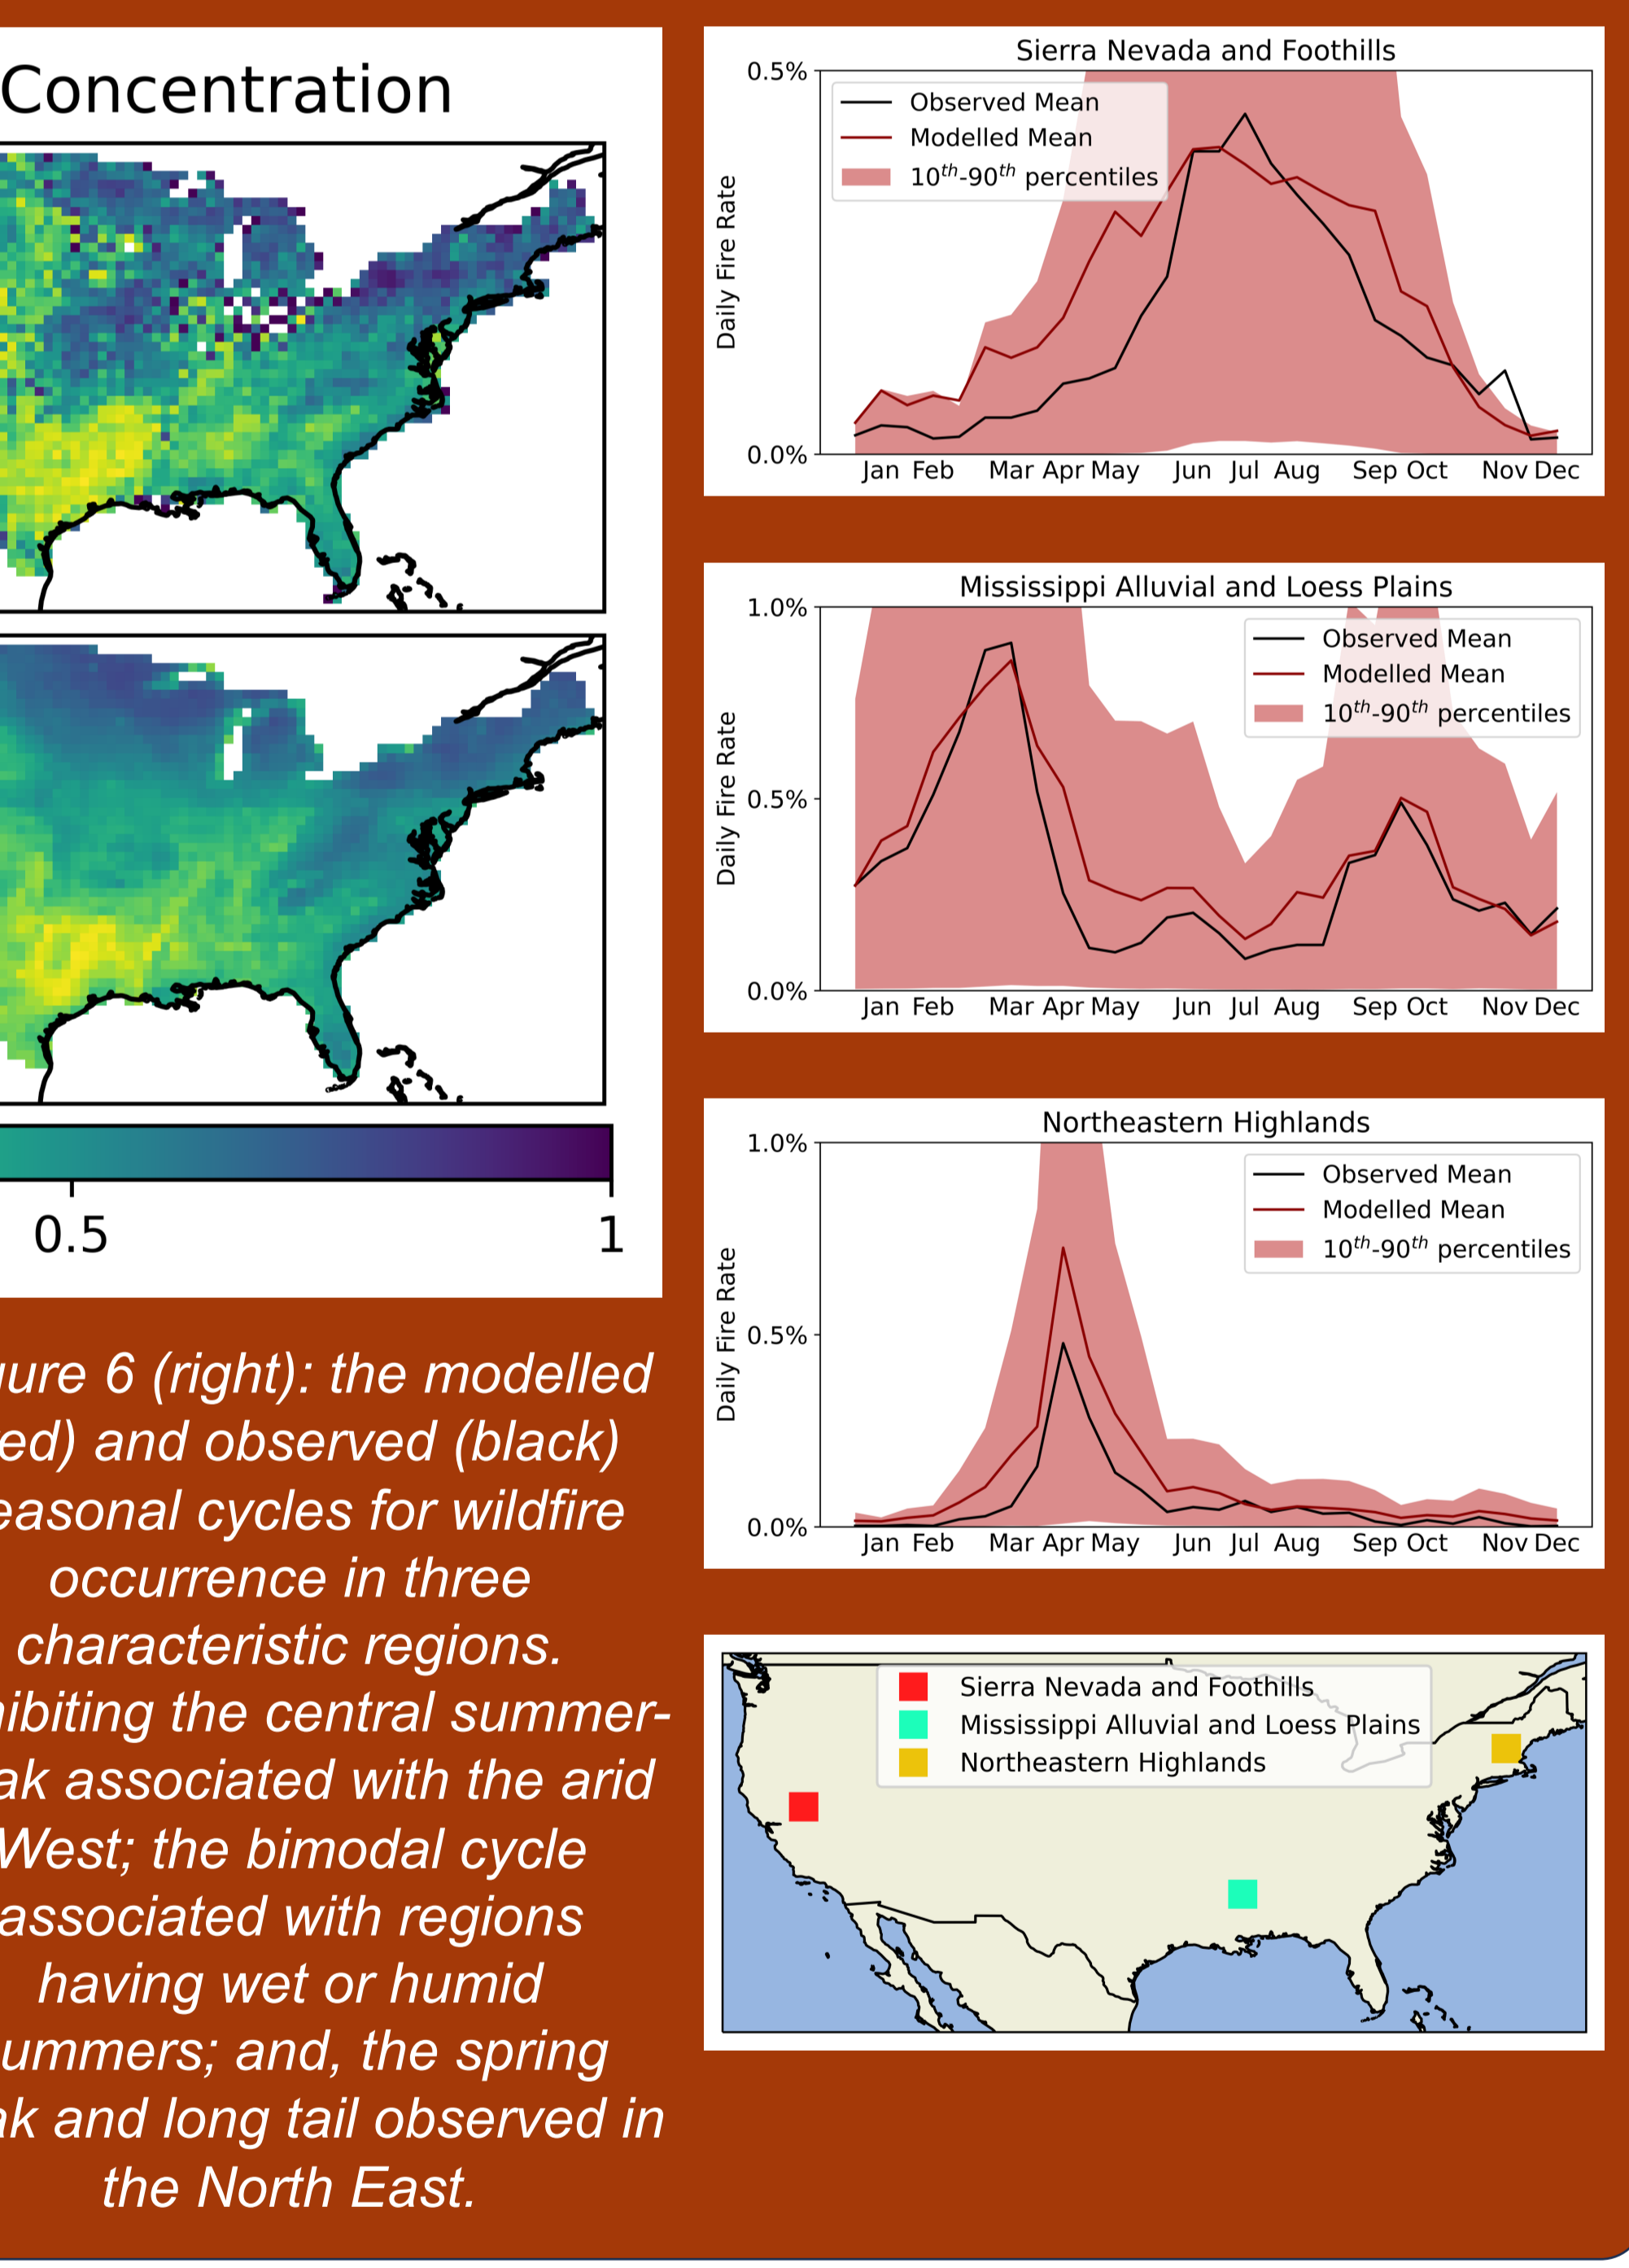 Concentration
0.5
1
the modelled
and observed (black)
cycles for wildfire
occurrence in three
characteristic regions.
the central summer-
associated with the arid
West; the bimodal cycle
associated with regions
having wet or humid
and, the spring
and long tail observed in
the North East.
6 (right):
Sierra Nevada and Foothills
0.5%
0.0%
Daily Fire Rate
Observed Mean
Modelled Mean
10th-90th percentiles
Jan Feb Mar Apr May Jun Jul Aug Sep Oct Nov Dec
Mississippi Alluvial and Loess Plains
1.0%
0.5%
0.0%
Daily Fire Rate
Observed Mean
Modelled Mean
10th-90th percentiles
Jan Feb Mar Apr May Jun Jul Aug Sep Oct Nov Dec
Northeastern Highlands
1.0%
0.5%
0.0%
Daily Fire Rate
Observed Mean
Modelled Mean
10th-90th percentiles
Jan Feb Mar Apr May Jun Jul Aug Sep Oct Nov Dec
Sierra Nevada and Foothills
Mississippi Alluvial and Loess Plains
Northeastern Highlands